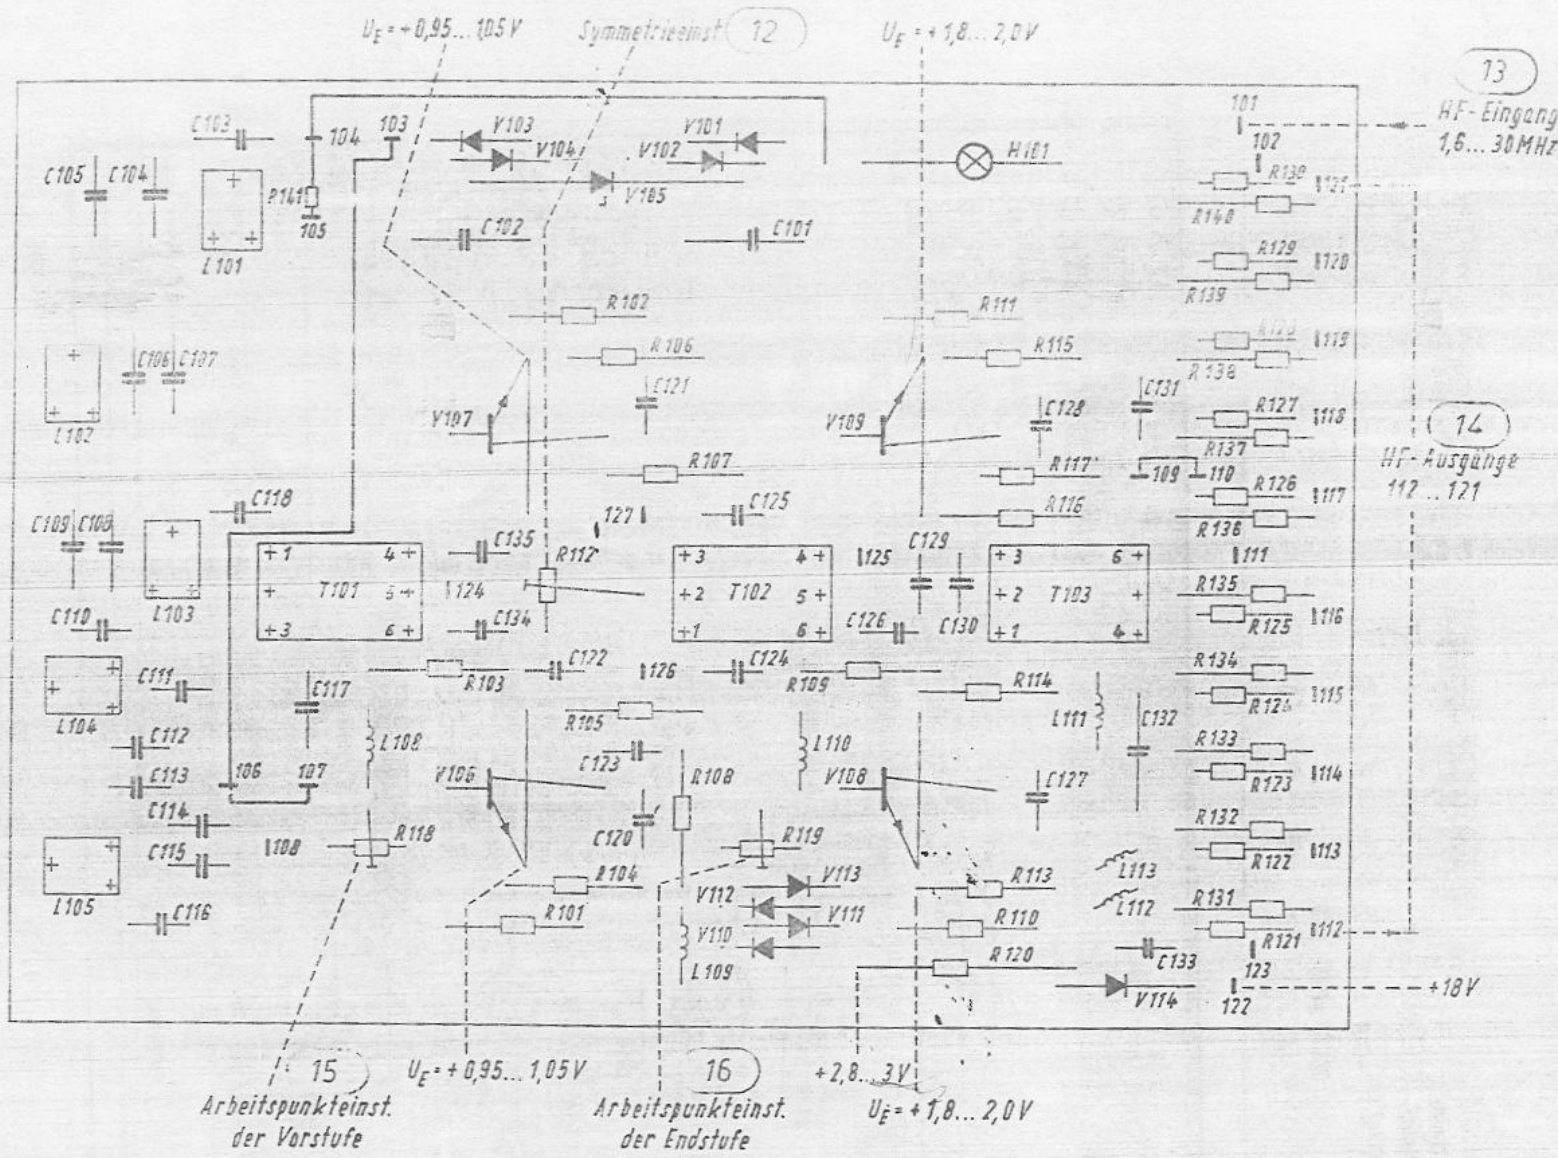 U_E = +0,95...1,05V
Symmetrieeinst. 12
U_E = +1,8...2,0V
13
HF-Eingang
1,6...30MHz
101
102
C103
104
103
V103
V104
V101
V102
V105
H101
C105
C104
R141
105
L101
C102
C101
R130
121
R140
R129
120
R139
R102
R111
R106
R115
119
R138
C106
C107
L102
C121
V107
V109
C128
C131
R127
118
R137
14
HF-Ausgänge
112...121
R107
R117
109
110
R126
117
R116
R136
C118
C109
C108
127
C125
C135
R112
+1 4+
+ T101 5+
+3 6+
124
+3 4+
+2 T102 5+
+1 6+
125
C129
+3 6+
+2 T103 +
+1 4+
111
R135
R125
116
L103
C110
C134
C126
C130
R103
C122
126
C124
R109
R114
R134
R124
115
C111
L104
C117
C112
C113
L108
R105
C123
L110
L111
C132
R133
R123
114
106
107
V106
R108
V108
C127
C114
C115
108
R118
C120
R119
R132
R122
113
L105
C116
R104
R101
V113
V112
V111
V110
L109
R113
R110
R120
L113
L112
R131
R121
112
C133
123
V114
122
+18V
15
Arbeitspunkteinst.
der Vorstufe
U_E = +0,95...1,05V
16
Arbeitspunkteinst.
der Endstufe
+2,8...3V
U_E = +1,8...2,0V